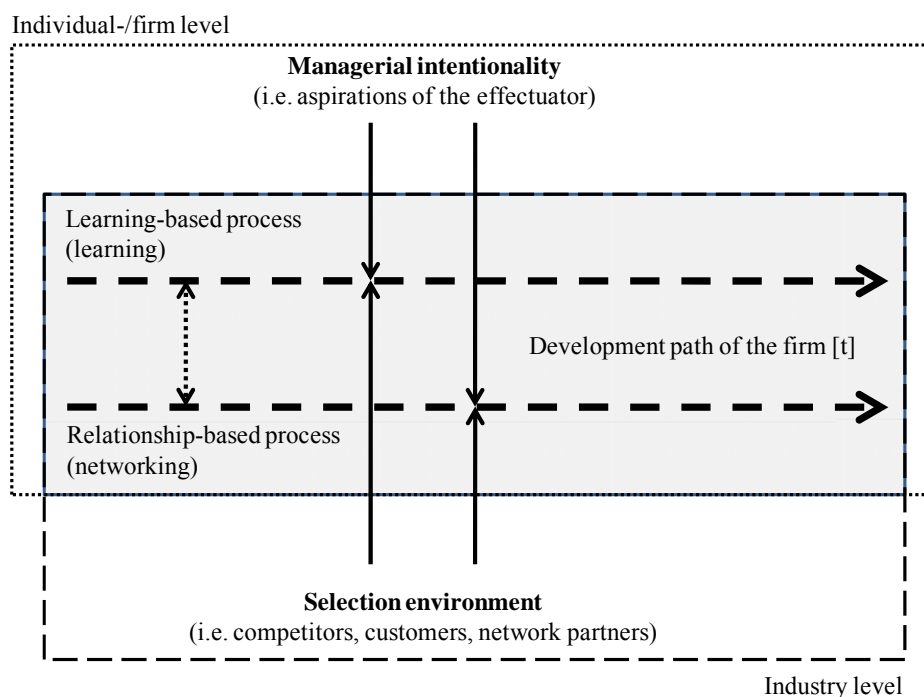 Individual-/firm level
Managerial intentionality
(i.e. aspirations of the effectuator)
Learning-based process
(learning)
Development path of the firm [t]
Relationship-based process
(networking)
Selection environment
(i.e. competitors, customers, network partners)
Industry level